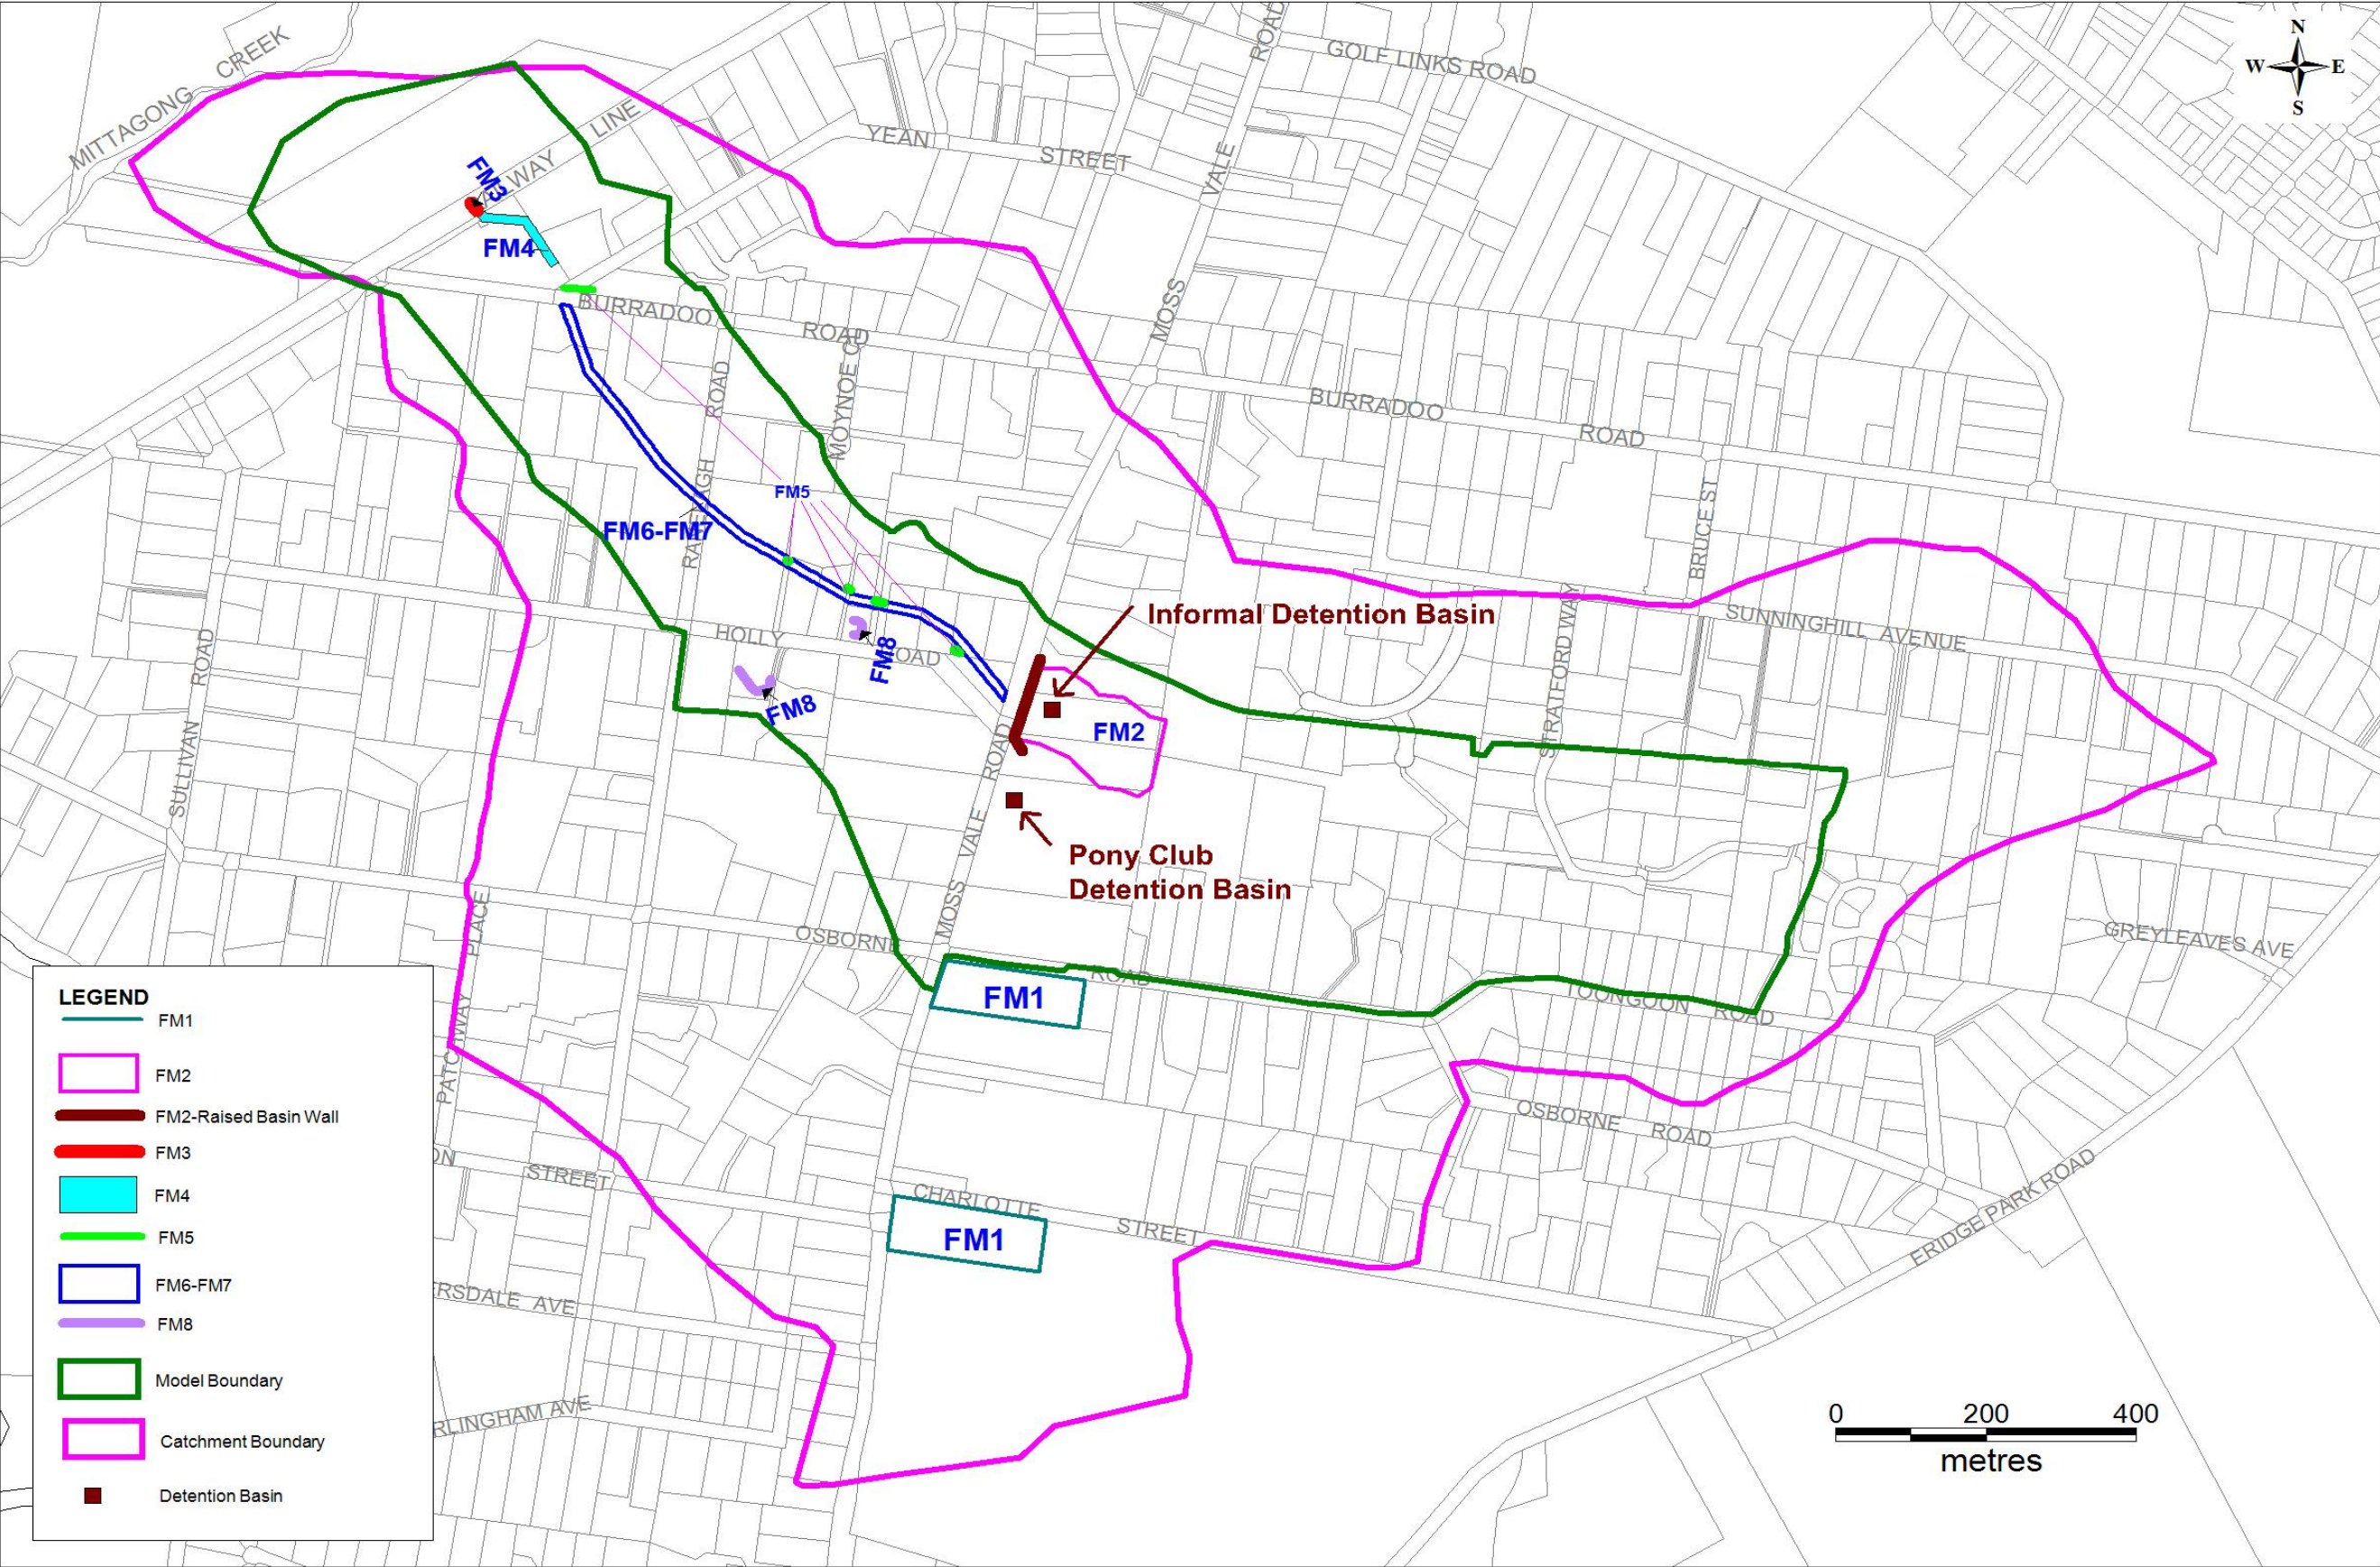 N
W E
S
MITTAGONG CREEK
GOLF LINKS ROAD
ROAD
YEAN STREET
VALE
MOSS
LINE
FM3
FM4
BURRADOO ROAD
MOYNOE
ROAD
BURRADOO ROAD
FM5
FM6-FM7
BRUCE ST
SUNNINGHILL AVENUE
STRATFORD WAY
Informal Detention Basin
HOLLY
FM8
FM8
FM2
SULLIVAN ROAD
MOSS VALE ROAD
Pony Club
Detention Basin
OSBORNE ROAD
GREYLEAVES AVE
FM1
TOONGOON ROAD
PATCHWAY PLACE
OSBORNE ROAD
ERIDGE PARK ROAD
STREET
CHARLOTTE STREET
FM1
ERSDALE AVE
RLINGHAM AVE
LEGEND
FM1
FM2
FM2-Raised Basin Wall
FM3
FM4
FM5
FM6-FM7
FM8
Model Boundary
Catchment Boundary
Detention Basin
0 200 400
metres